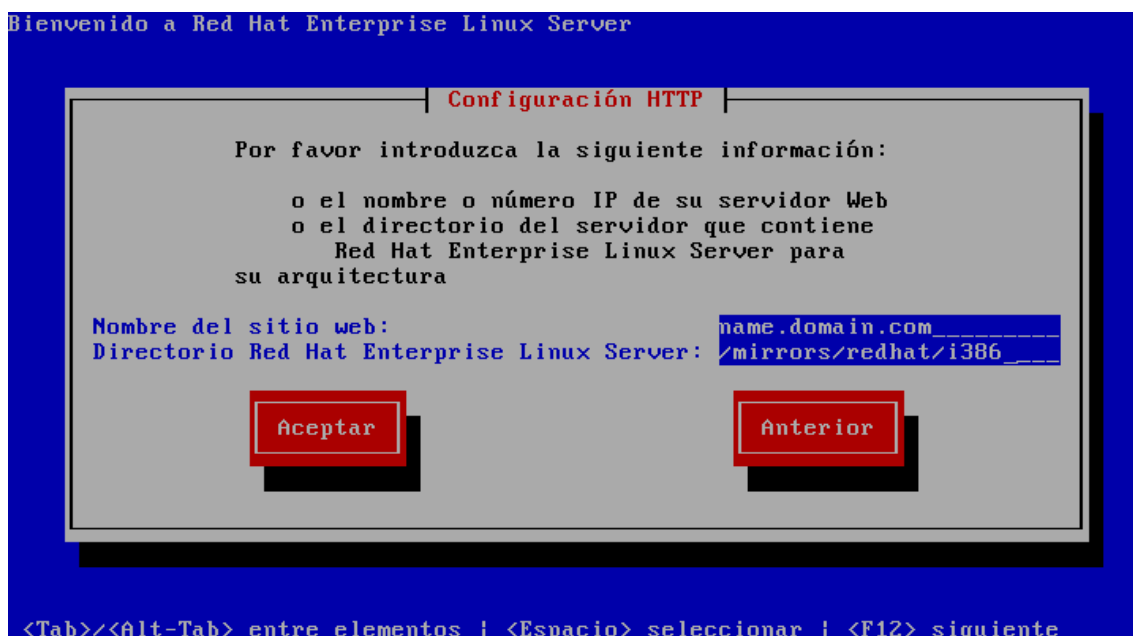 Bienvenido a Red Hat Enterprise Linux Server
Configuración HTTP
Por favor introduzca la siguiente información:
o el nombre o número IP de su servidor Web
o el directorio del servidor que contiene
Red Hat Enterprise Linux Server para
su arquitectura
Nombre del sitio web: name.domain.com_________
Directorio Red Hat Enterprise Linux Server: /mirrors/redhat/i386____
Aceptar Anterior
<Tab>/<Alt-Tab> entre elementos | <Espacio> seleccionar | <F12> siguiente